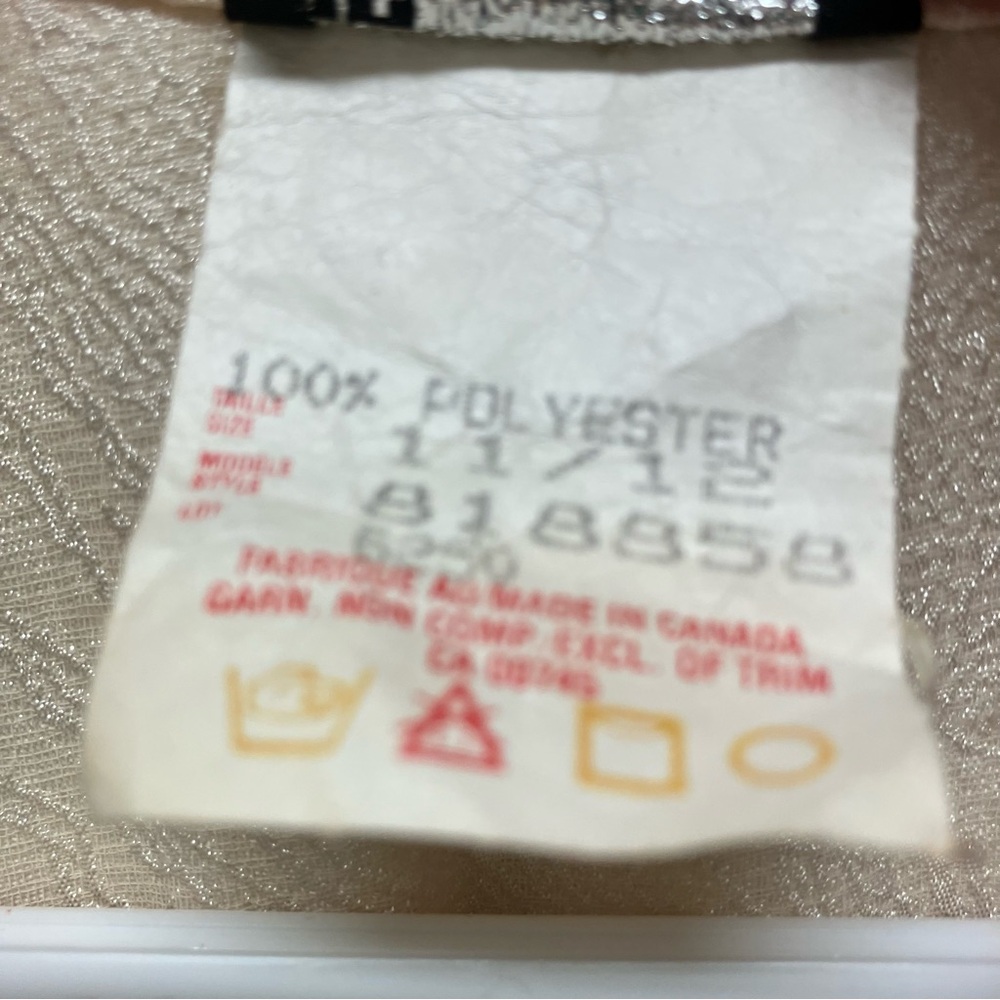 100% POLYESTER
TAILLE
SIZE
11/12
MODELE
STYLE
818858
LOT
FABRIQUE AU MADE IN CANADA
GARN. NON COMP. EXCL. OF TRIM
CA